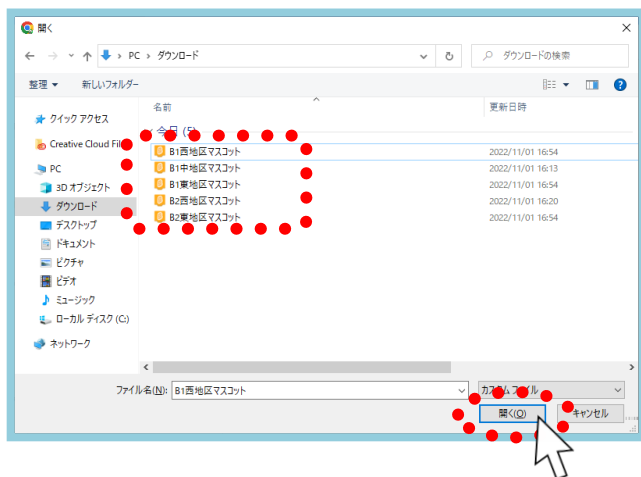 開く
PC › ダウンロード
ダウンロードの検索
整理 新しいフォルダー
名前 更新日時
クイック アクセス
今日 (5)
Creative Cloud Fil
B1西地区マスコット 2022/11/01 16:54
PC
B1中地区マスコット 2022/11/01 16:13
3D オブジェクト
B1東地区マスコット 2022/11/01 16:54
ダウンロード
B2西地区マスコット 2022/11/01 16:20
デスクトップ
B2東地区マスコット 2022/11/01 16:54
ドキュメント
ピクチャ
ビデオ
ミュージック
ローカル ディスク (C:)
ネットワーク
ファイル名(N): B1西地区マスコット
カスタム ファイル
開く(O) キャンセル